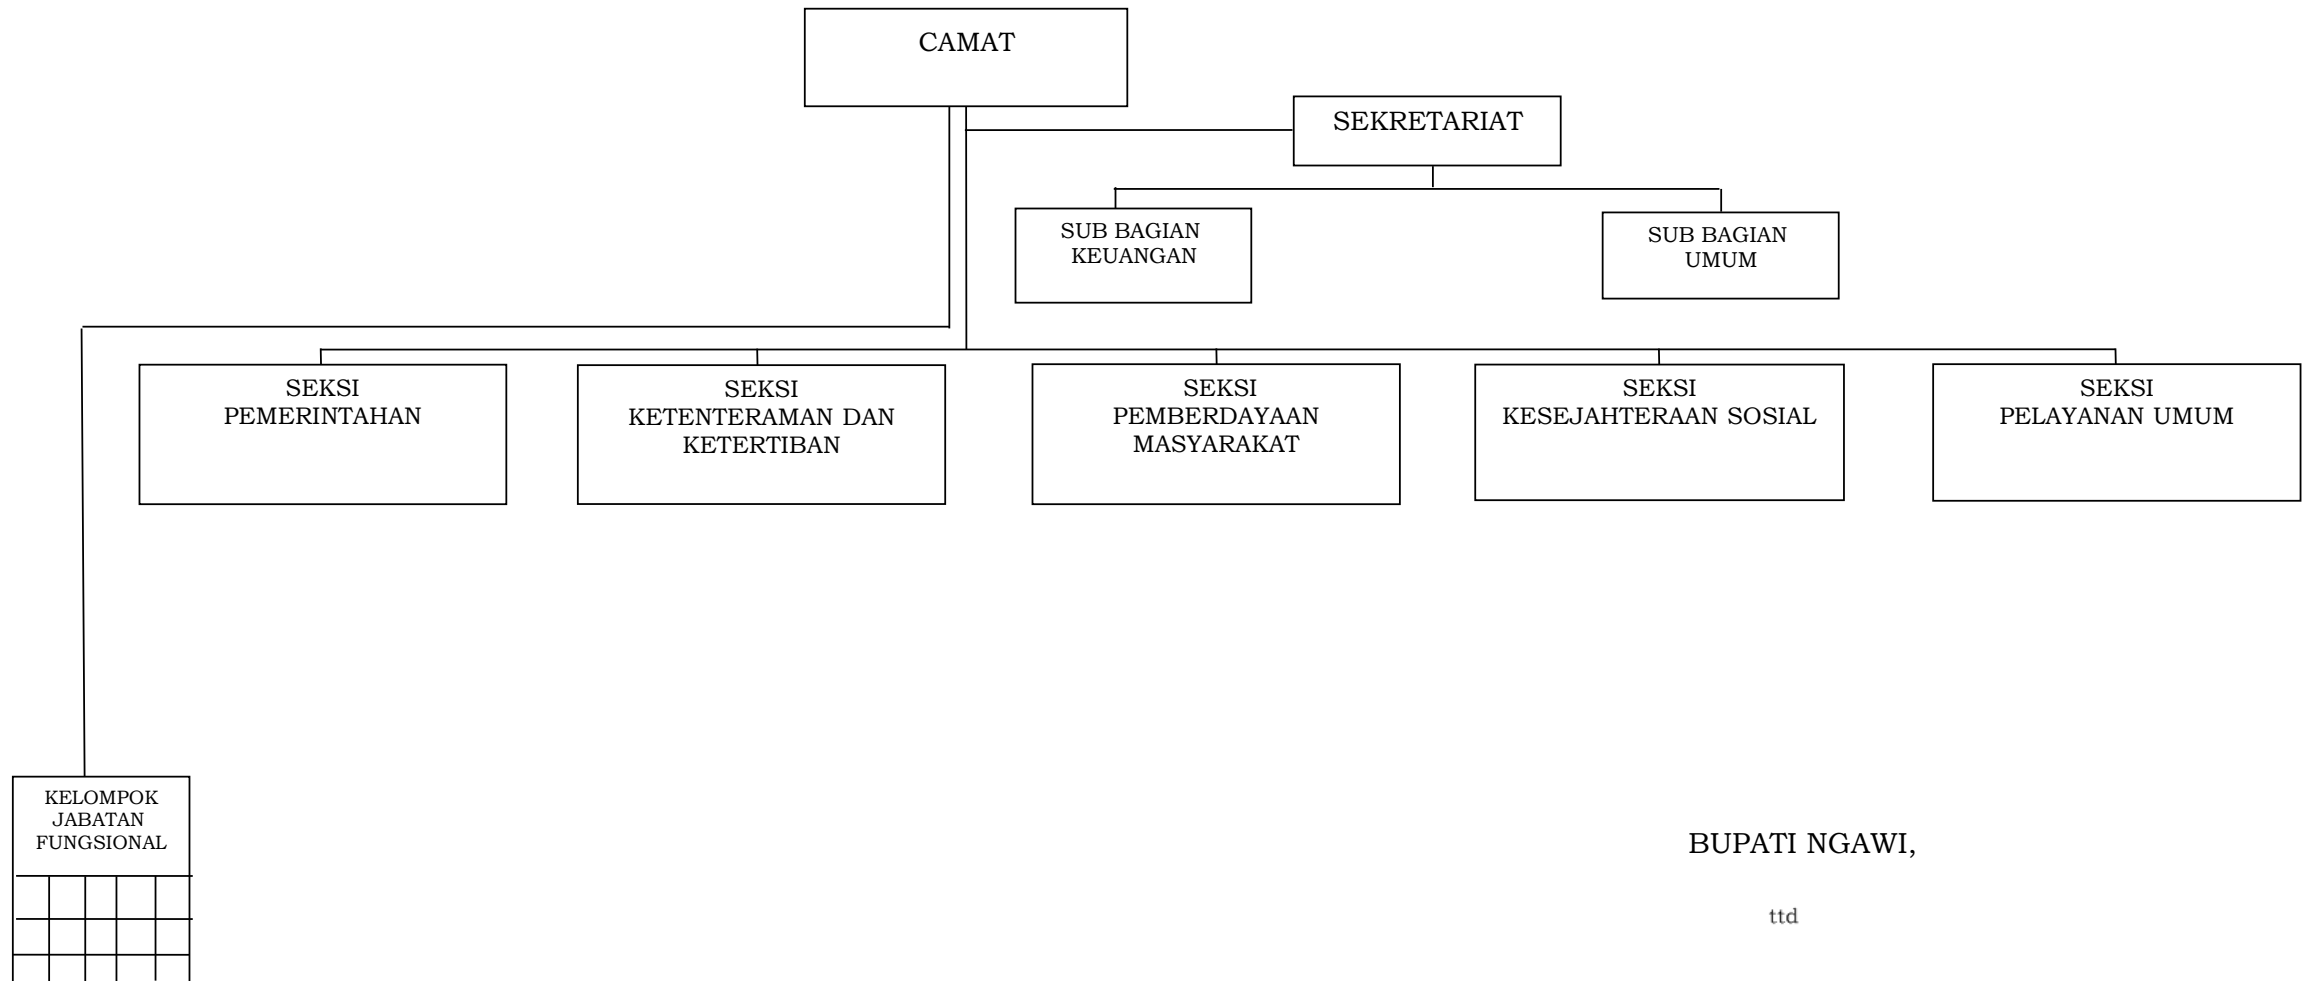 CAMAT
SEKRETARIAT
SUB BAGIAN
KEUANGAN
SUB BAGIAN
UMUM
SEKSI
PEMERINTAHAN
SEKSI
KETENTERAMAN DAN
KETERTIBAN
SEKSI
PEMBERDAYAAN
MASYARAKAT
SEKSI
KESEJAHTERAAN SOSIAL
SEKSI
PELAYANAN UMUM
KELOMPOK
JABATAN
FUNGSIONAL
BUPATI NGAWI,
ttd